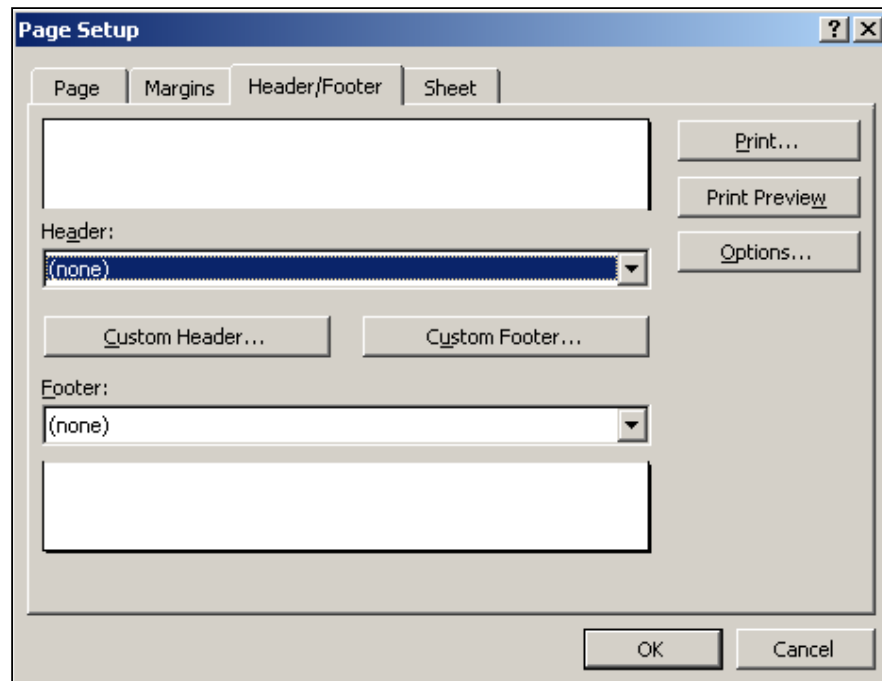 Page Setup
Page Margins Header/Footer Sheet
Print...
Print Preview
Header:
Options...
(none)
Custom Header... Custom Footer...
Footer:
(none)
OK Cancel